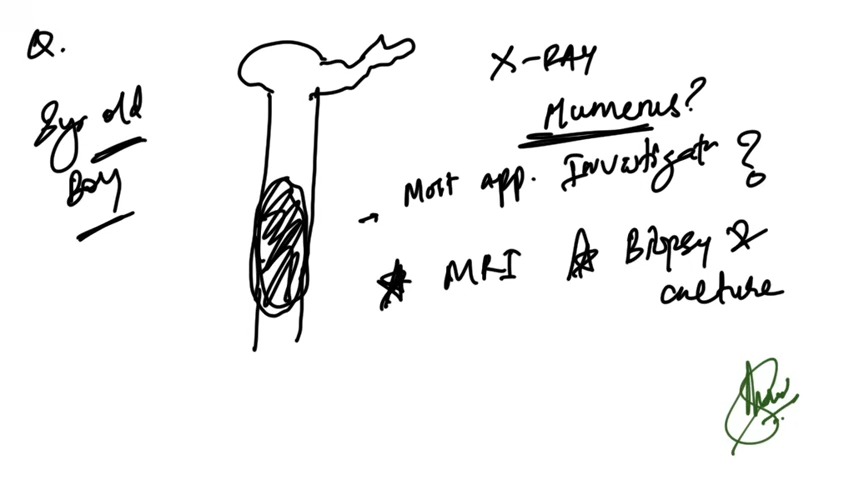 Q.
8yr old
Boy
X-RAY
Humerus?
→ Most app. Investigatn ?
★ MRI ☆ Biopsy &
culture